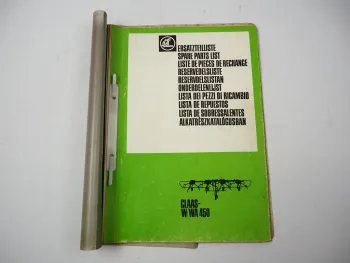 ERSATZTEILLISTE
SPARE PARTS LIST
LISTE DE PIECES DE RECHANGE
RESERVEDELSLISTE
RESERVDELSLISTAN
ONDERDELENLIJST
LISTA DEI PEZZI DI RICAMBIO
LISTA DE REPUESTOS
LISTA DE SOBRESSALENTES
ALKATRÉSZKATALÓGUSBAN
CLAAS-
W WA 450